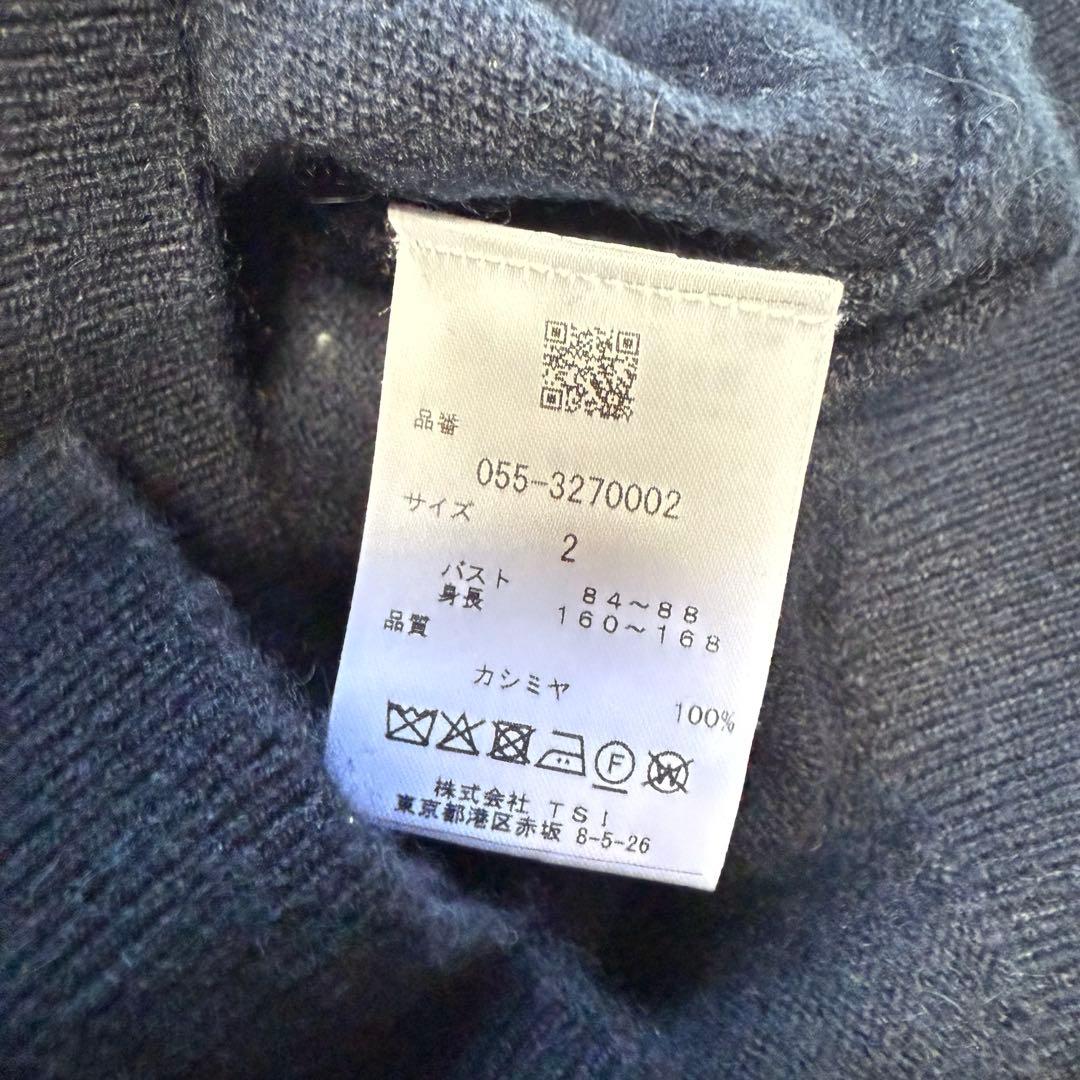 品番
055-3270002
サイズ
2
バスト 84～88
身長 160～168
品質
カシミヤ 100%
F
W
株式会社 TSI
東京都港区赤坂 8-5-26